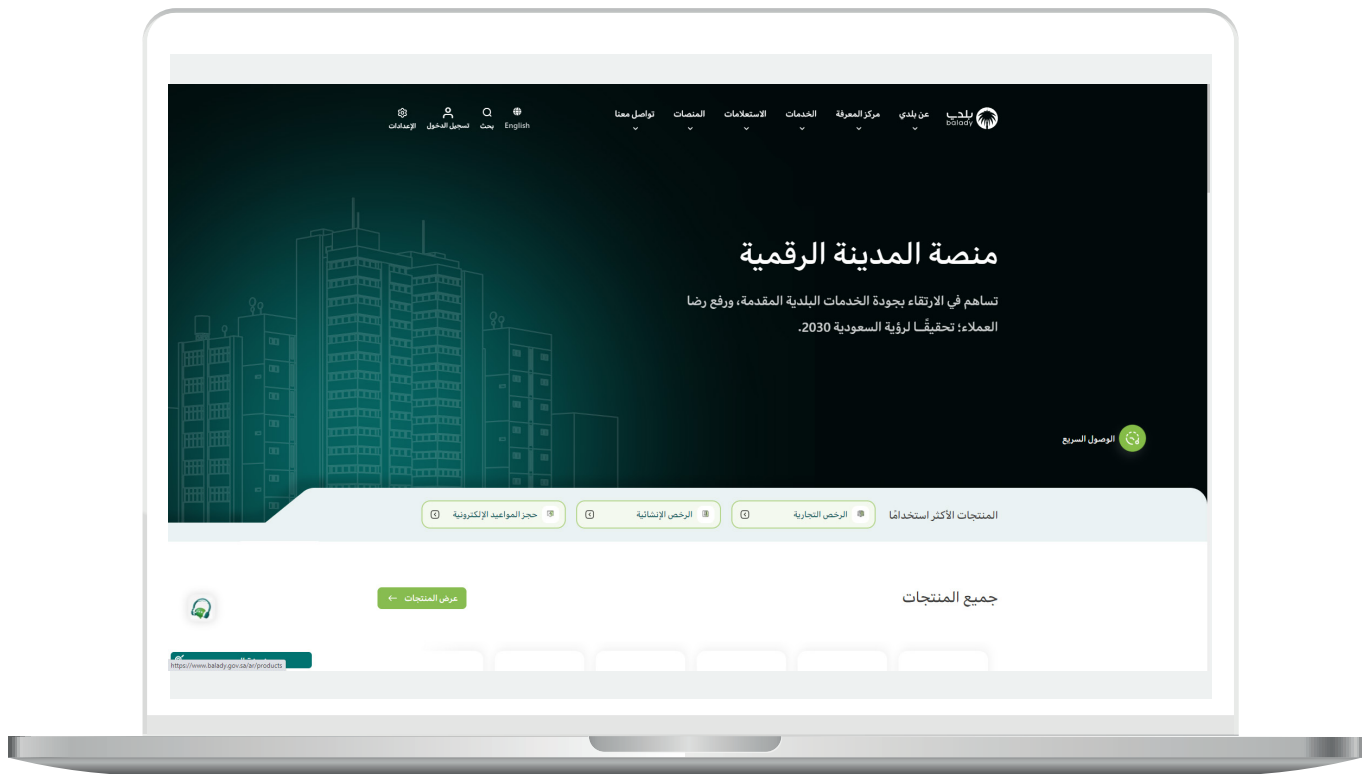 بلدي
balady
عن بلدي
مركز المعرفة
الخدمات
الاستعلامات
المنصات
تواصل معنا
English
بحث
تسجيل الدخول
الإعدادات
منصة المدينة الرقمية
تساهم في الارتقاء بجودة الخدمات البلدية المقدمة، ورفع رضا
العملاء؛ تحقيقًـا لرؤية السعودية 2030.
الوصول السريع
المنتجات الأكثر استخدامًا
الرخص التجارية
الرخص الإنشائية
حجز المواعيد الإلكترونية
جميع المنتجات
عرض المنتجات
https://www.balady.gov.sa/ar/products